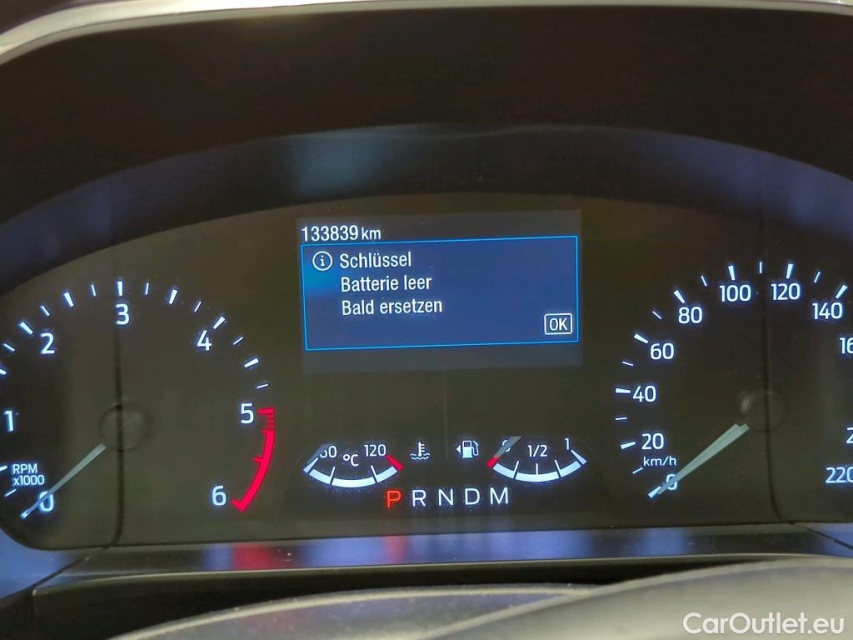 133839 km
Schlüssel
Batterie leer
Bald ersetzen
OK
1
2
3
4
5
6
0
RPM
x1000
°C
120
1/2
1
P R N D M
0
20
40
60
80
100
120
140
220
km/h
CarOutlet.eu